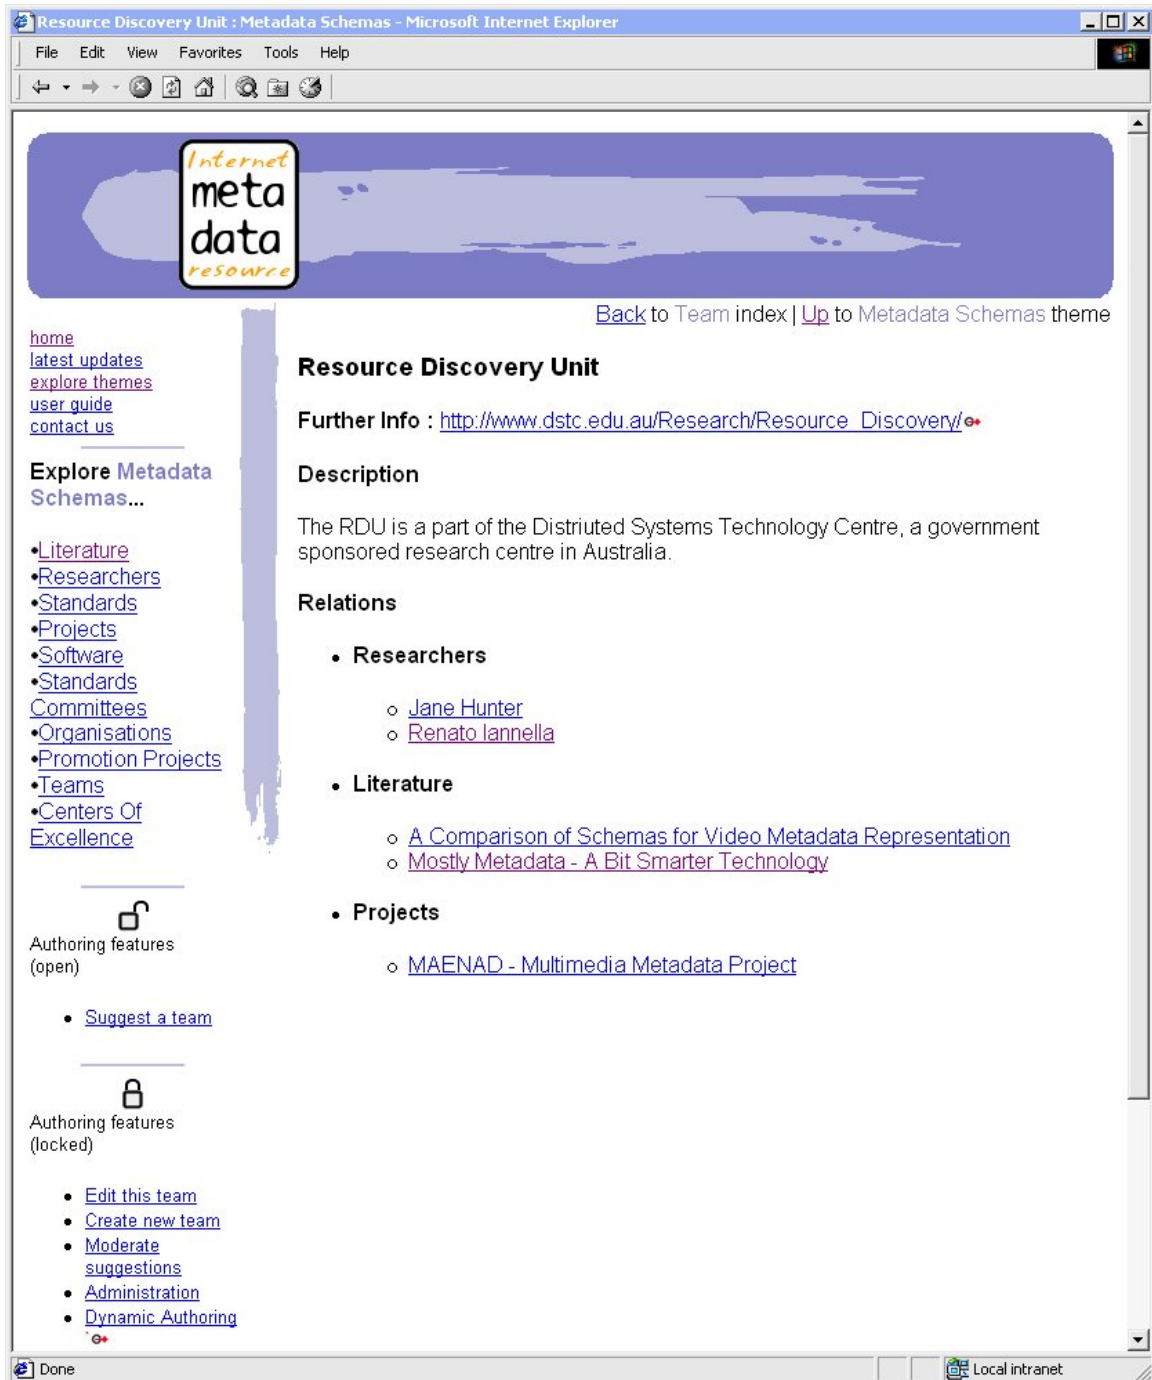 Resource Discovery Unit : Metadata Schemas - Microsoft Internet Explorer
File Edit View Favorites Tools Help
Internet
meta
data
resource
Back to Team index | Up to Metadata Schemas theme
home
latest updates
explore themes
user guide
contact us
Explore Metadata
Schemas...
•Literature
•Researchers
•Standards
•Projects
•Software
•Standards
Committees
•Organisations
•Promotion Projects
•Teams
•Centers Of
Excellence
Authoring features
(open)
• Suggest a team
Authoring features
(locked)
• Edit this team
• Create new team
• Moderate
suggestions
• Administration
• Dynamic Authoring
Resource Discovery Unit
Further Info : http://www.dstc.edu.au/Research/Resource_Discovery/
Description
The RDU is a part of the Distriuted Systems Technology Centre, a government
sponsored research centre in Australia.
Relations
• Researchers
o Jane Hunter
o Renato Iannella
• Literature
o A Comparison of Schemas for Video Metadata Representation
o Mostly Metadata - A Bit Smarter Technology
• Projects
o MAENAD - Multimedia Metadata Project
Done
Local intranet